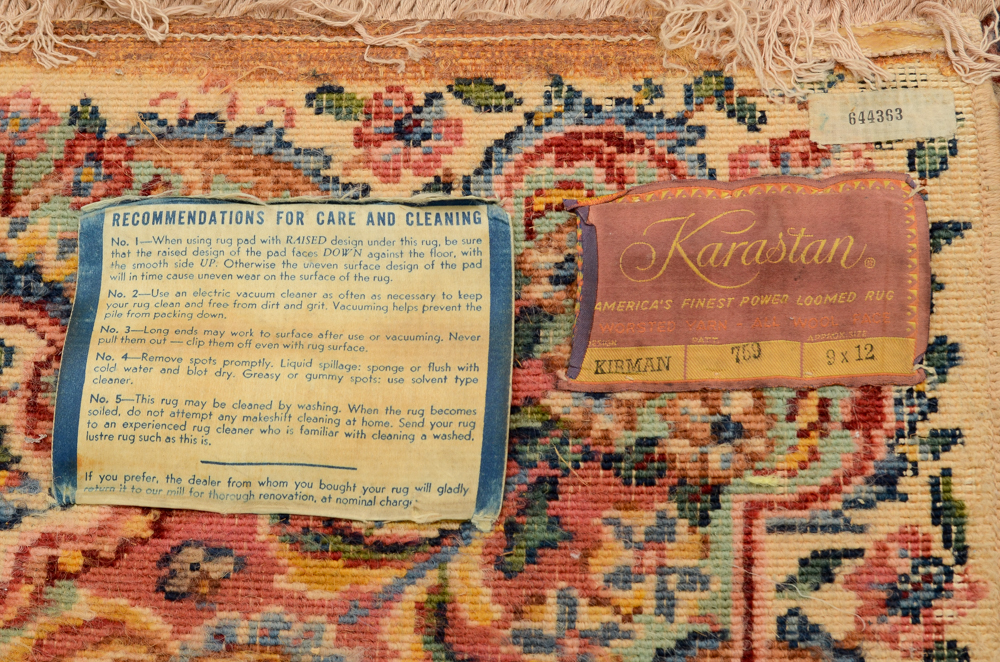 644363
RECOMMENDATIONS FOR CARE AND CLEANING
No. 1—When using rug pad with RAISED design under this rug, be sure
that the raised design of the pad faces DOWN against the floor, with
the smooth side UP. Otherwise the uneven surface design of the pad
will in time cause uneven wear on the surface of the rug.
No. 2—Use an electric vacuum cleaner as often as necessary to keep
your rug clean and free from dirt and grit. Vacuuming helps prevent the
pile from packing down.
No. 3—Long ends may work to surface after use or vacuuming. Never
pull them out — clip them off even with rug surface.
No. 4—Remove spots promptly. Liquid spillage: sponge or flush with
cold water and blot dry. Greasy or gummy spots: use solvent type
cleaner.
No. 5—This rug may be cleaned by washing. When the rug becomes
soiled, do not attempt any makeshift cleaning at home. Send your rug
to an experienced rug cleaner who is familiar with cleaning a washed,
lustre rug such as this is.
If you prefer, the dealer from whom you bought your rug will gladly
return it to our mill for thorough renovation, at nominal charge
Karastan ®
AMERICA'S FINEST POWER LOOMED RUG
DESIGN
KIRMAN
759
APPROX. SIZE
9 x 12